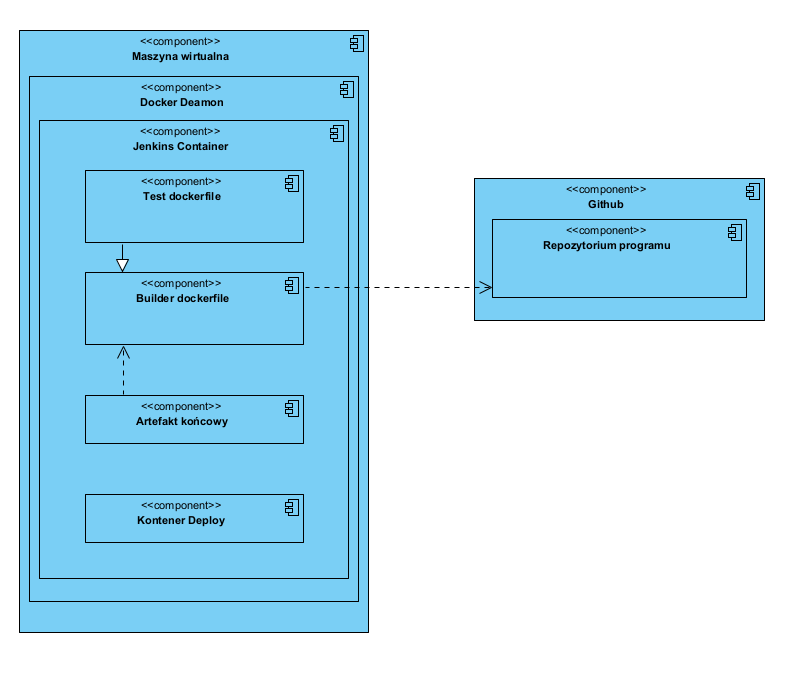 <<component>>
Maszyna wirtualna
<<component>>
Docker Deamon
<<component>>
Jenkins Container
<<component>>
Test dockerfile
<<component>>
Builder dockerfile
<<component>>
Artefakt końcowy
<<component>>
Kontener Deploy
<<component>>
Github
<<component>>
Repozytorium programu